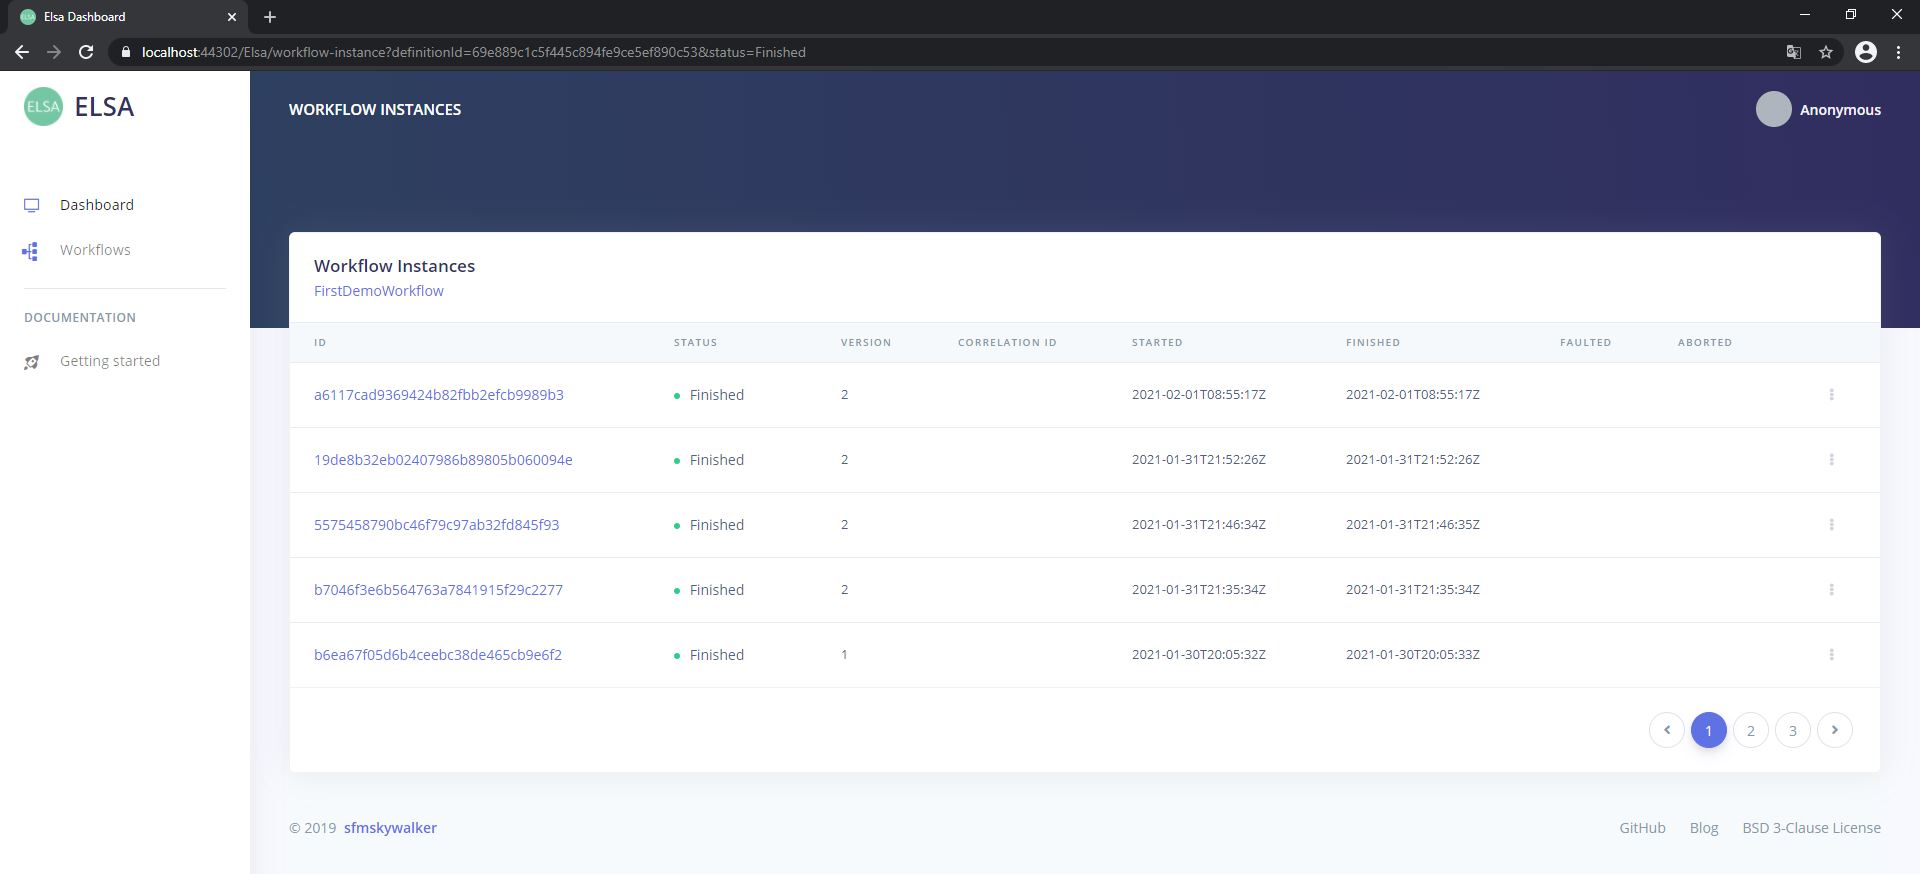 Elsa Dashboard
localhost:44302/Elsa/workflow-instance?definitionId=69e889c1c5f445c894fe9ce5ef890c53&status=Finished
ELSA ELSA
WORKFLOW INSTANCES
Anonymous
Dashboard
Workflows
DOCUMENTATION
Getting started
Workflow Instances
FirstDemoWorkflow
ID STATUS VERSION CORRELATION ID STARTED FINISHED FAULTED ABORTED
a6117cad9369424b82fbb2efcb9989b3 Finished 2 2021-02-01T08:55:17Z 2021-02-01T08:55:17Z
19de8b32eb02407986b89805b060094e Finished 2 2021-01-31T21:52:26Z 2021-01-31T21:52:26Z
5575458790bc46f79c97ab32fd845f93 Finished 2 2021-01-31T21:46:34Z 2021-01-31T21:46:35Z
b7046f3e6b564763a7841915f29c2277 Finished 2 2021-01-31T21:35:34Z 2021-01-31T21:35:34Z
b6ea67f05d6b4ceebc38de465cb9e6f2 Finished 1 2021-01-30T20:05:32Z 2021-01-30T20:05:33Z
1 2 3
© 2019 sfmskywalker
GitHub Blog BSD 3-Clause License